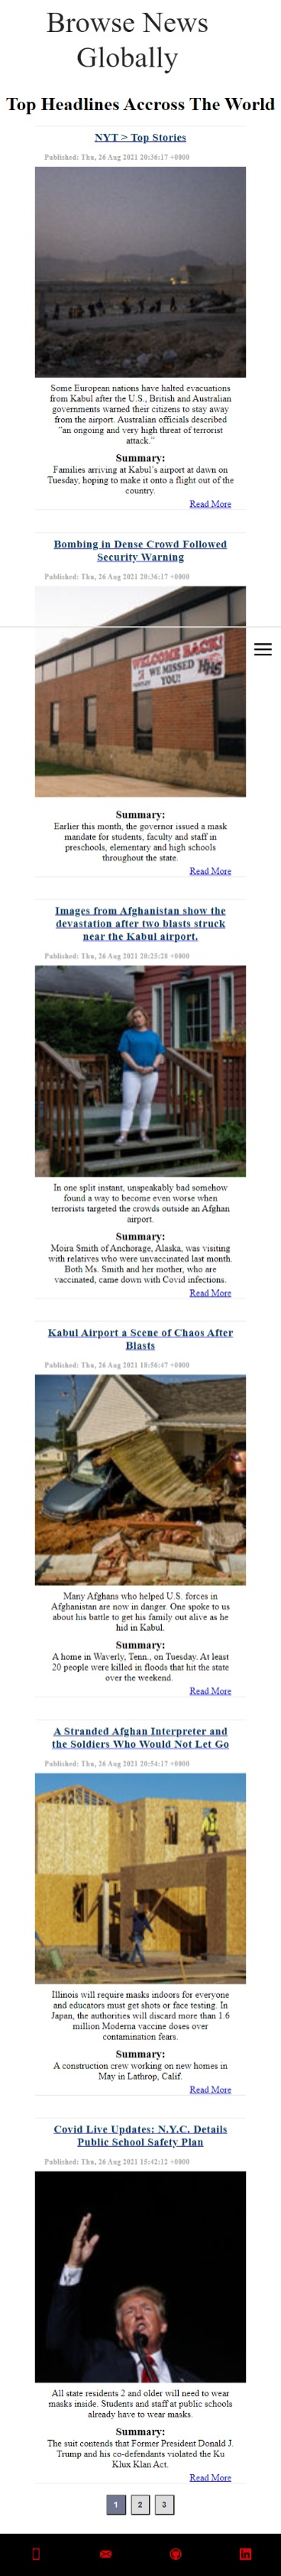 Browse News
Globally
Top Headlines Accross The World
NYT > Top Stories
Published: Thu, 26 Aug 2021 20:36:17 +0000
Some European nations have halted evacuations
from Kabul after the U.S., British and Australian
governments warned their citizens to stay away
from the airport. Australian officials described
"an ongoing and very high threat of terrorist
attack."
Summary:
Families arriving at Kabul's airport at dawn on
Tuesday, hoping to make it onto a flight out of the
country.
Read More
Bombing in Dense Crowd Followed
Security Warning
Published: Thu, 26 Aug 2021 20:36:17 +0000
WELCOME BACK!
WE MISSED
YOU!
Summary:
Earlier this month, the governor issued a mask
mandate for students, faculty and staff in
preschools, elementary and high schools
throughout the state.
Read More
Images from Afghanistan show the
devastation after two blasts struck
near the Kabul airport.
Published: Thu, 26 Aug 2021 20:25:20 +0000
In one split instant, unspeakably bad somehow
found a way to become even worse when
terrorists targeted the crowds outside an Afghan
airport.
Summary:
Moira Smith of Anchorage, Alaska, was visiting
with relatives who were unvaccinated last month.
Both Ms. Smith and her mother, who are
vaccinated, came down with Covid infections.
Read More
Kabul Airport a Scene of Chaos After
Blasts
Published: Thu, 26 Aug 2021 18:56:47 +0000
Many Afghans who helped U.S. forces in
Afghanistan are now in danger. One spoke to us
about his battle to get his family out alive as he
hid in Kabul.
Summary:
A home in Waverly, Tenn., on Tuesday. At least
20 people were killed in floods that hit the state
over the weekend.
Read More
A Stranded Afghan Interpreter and
the Soldiers Who Would Not Let Go
Published: Thu, 26 Aug 2021 20:54:17 +0000
Illinois will require masks indoors for everyone
and educators must get shots or face testing. In
Japan, the authorities will discard more than 1.6
million Moderna vaccine doses over
contamination fears.
Summary:
A construction crew working on new homes in
May in Lathrop, Calif.
Read More
Covid Live Updates: N.Y.C. Details
Public School Safety Plan
Published: Thu, 26 Aug 2021 15:42:12 +0000
All state residents 2 and older will need to wear
masks inside. Students and staff at public schools
already have to wear masks.
Summary:
The suit contends that Former President Donald J.
Trump and his co-defendants violated the Ku
Klux Klan Act.
Read More
1 2 3